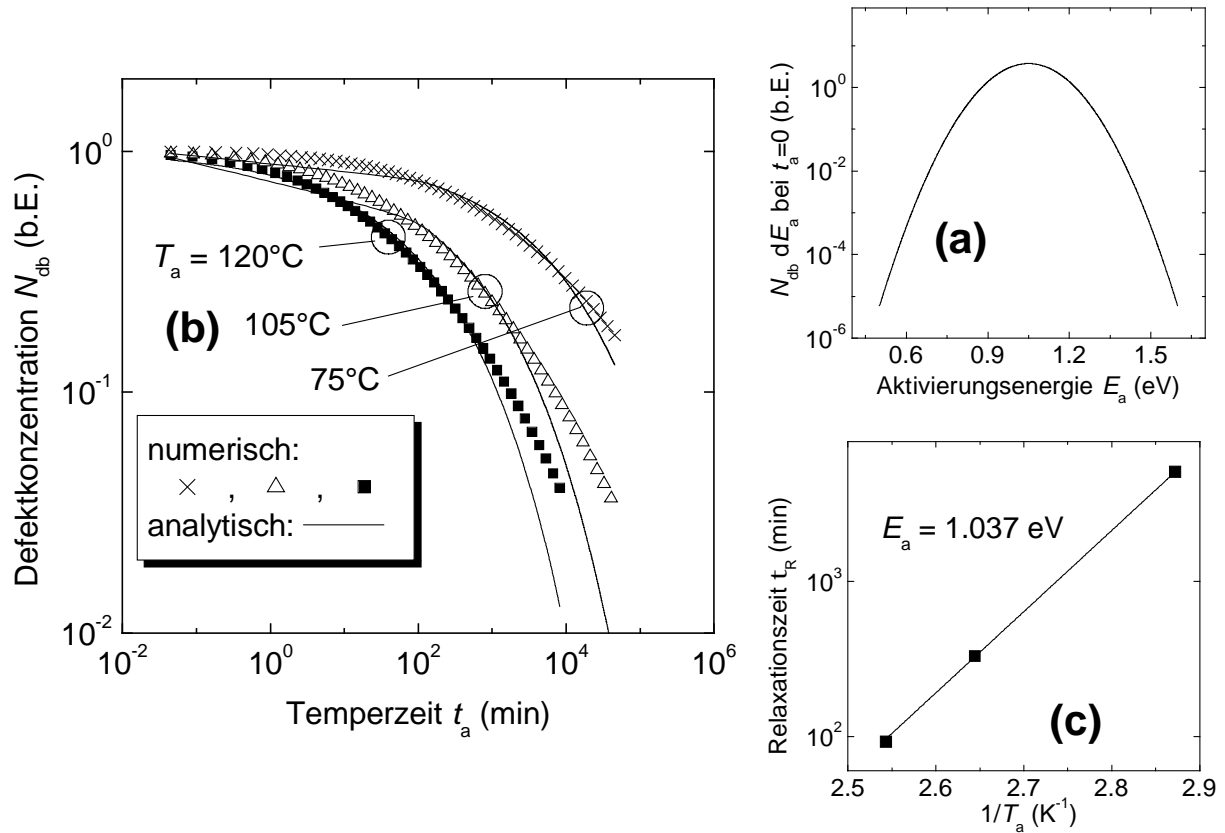 Defektkonzentration N_db (b.E.)
10^0
10^-1
10^-2
T_a = 120°C
(b)
105°C
75°C
numerisch:
× , △ , ■
analytisch:
10^-2 10^0 10^2 10^4 10^6
Temperzeit t_a (min)
N_db dE_a bei t_a=0 (b.E.)
10^0
10^-2
10^-4
10^-6
(a)
0.6 0.9 1.2 1.5
Aktivierungsenergie E_a (eV)
Relaxationszeit τ_R (min)
10^3
10^2
E_a = 1.037 eV
(c)
2.5 2.6 2.7 2.8 2.9
1/T_a (K^-1)